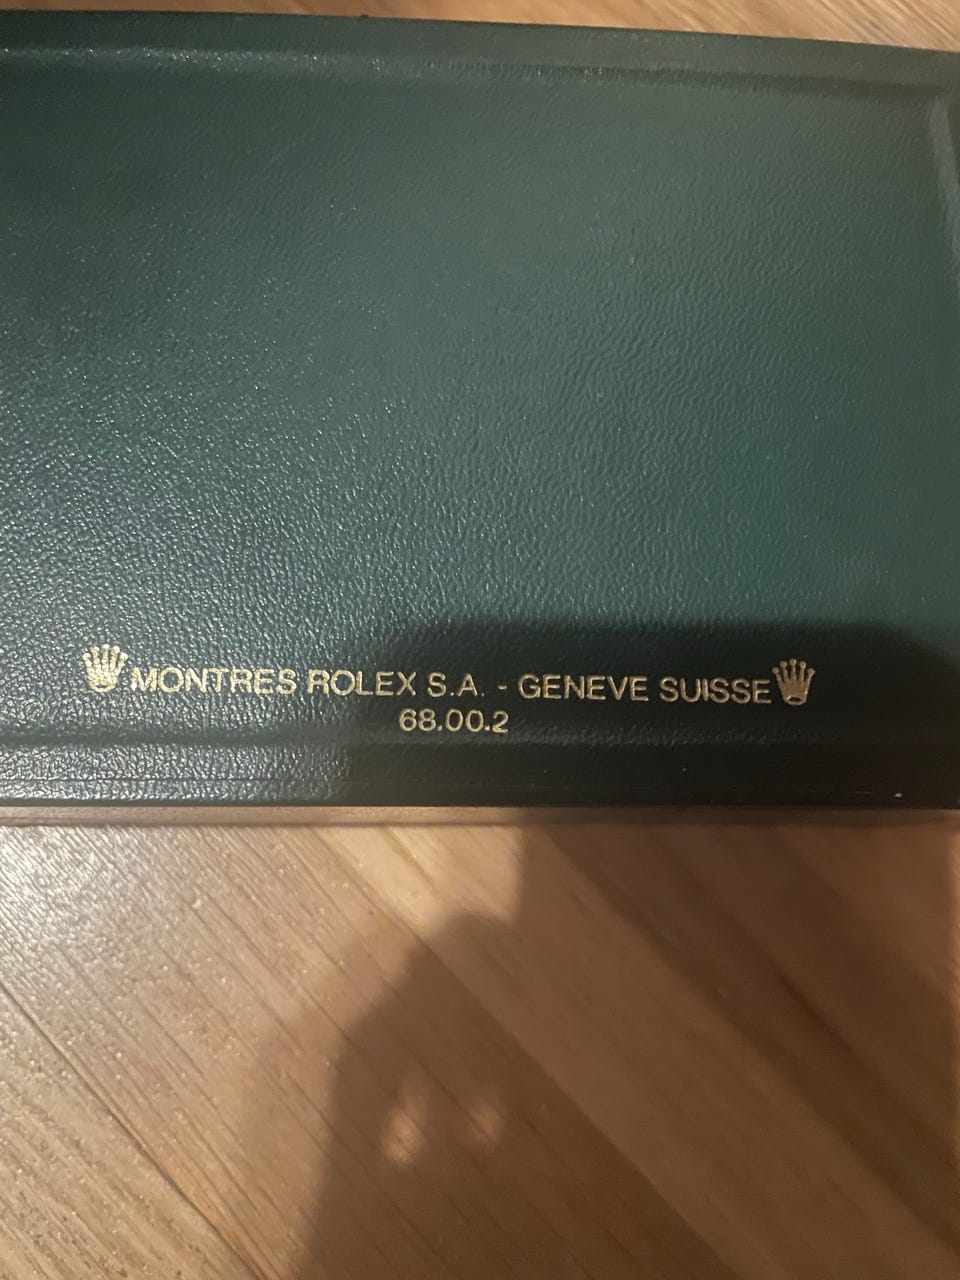 MONTRES ROLEX S.A. - GENEVE SUISSE
68.00.2